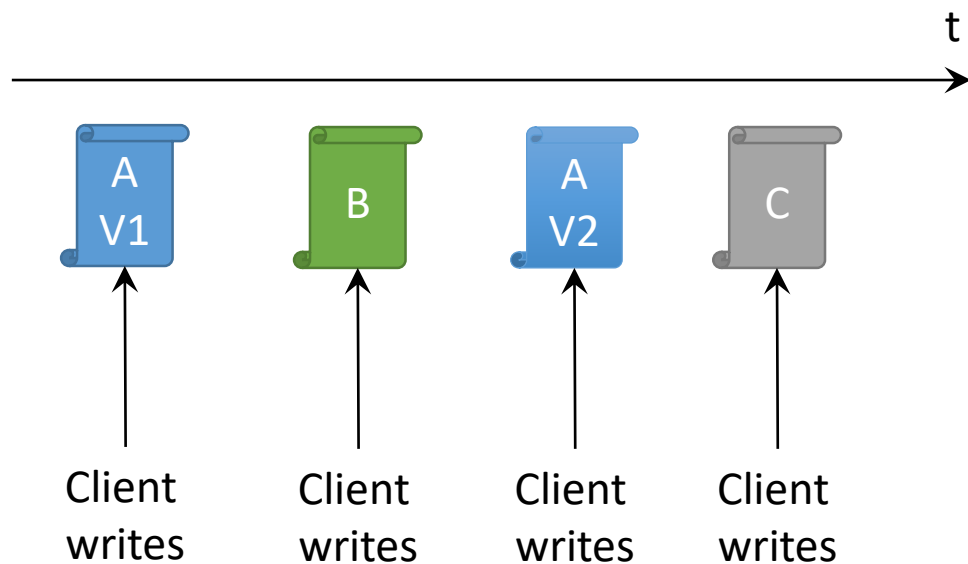 t
A
V1
B
A
V2
C
Client
writes
Client
writes
Client
writes
Client
writes